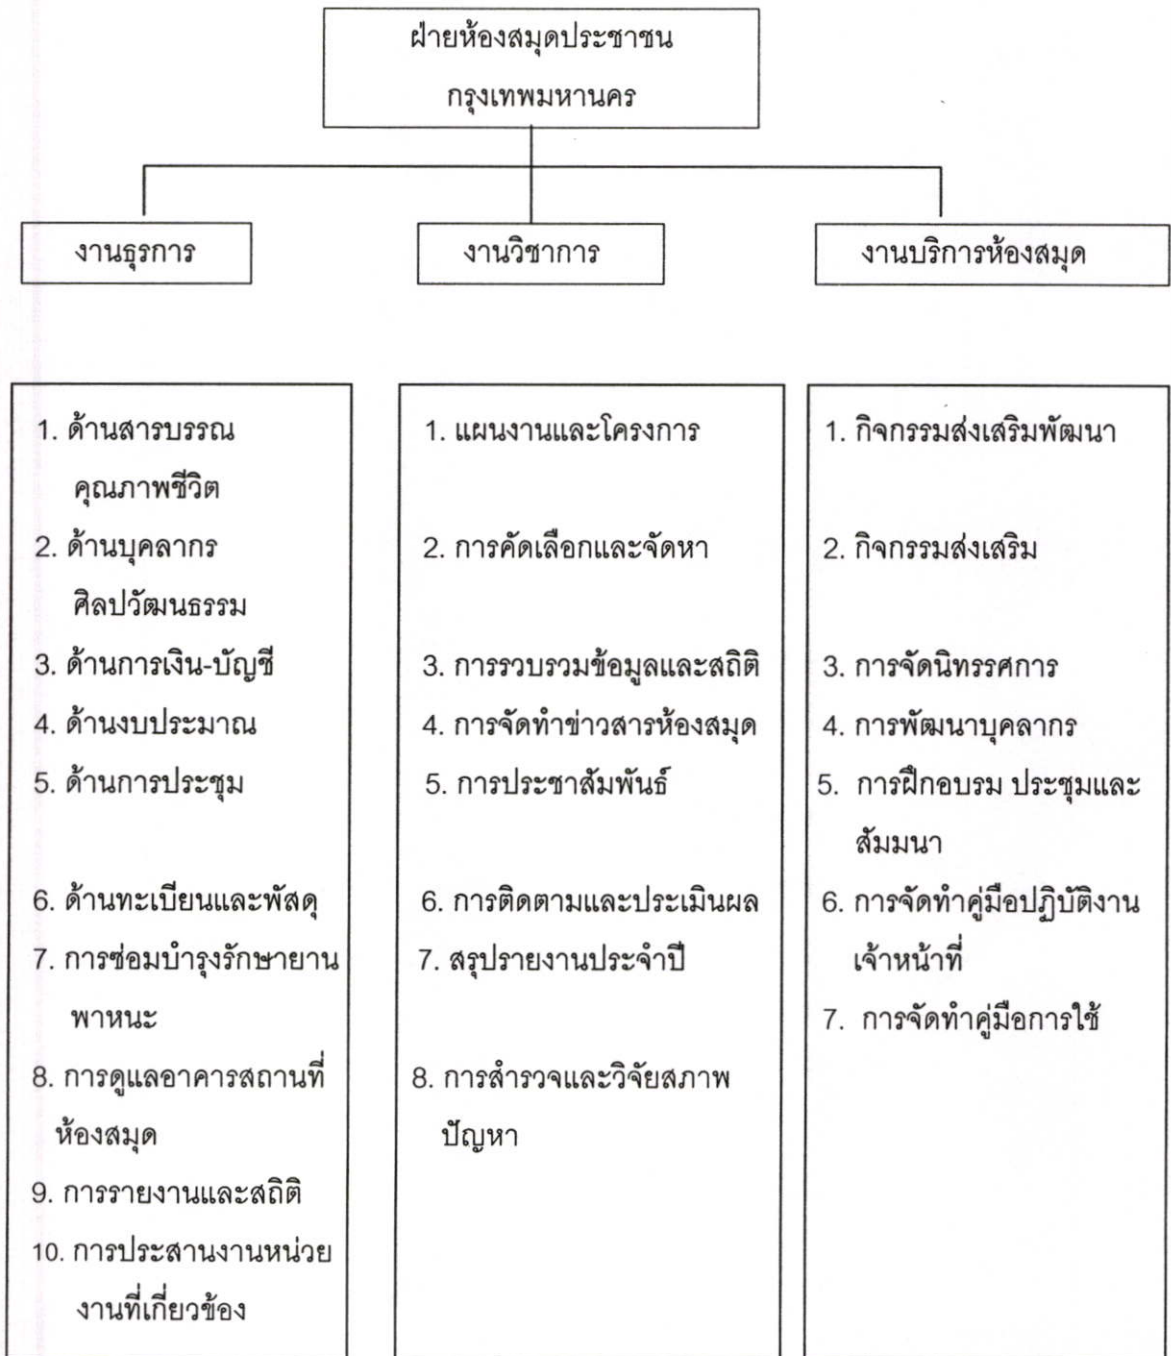 ฝ่ายห้องสมุดประชาชน
กรุงเทพมหานคร
งานธุรการ
งานวิชาการ
งานบริการห้องสมุด
1. ด้านสารบรรณ
คุณภาพชีวิต
2. ด้านบุคลากร
ศิลปวัฒนธรรม
3. ด้านการเงิน-บัญชี
4. ด้านงบประมาณ
5. ด้านการประชุม
6. ด้านทะเบียนและพัสดุ
7. การซ่อมบำรุงรักษายาน
พาหนะ
8. การดูแลอาคารสถานที่
ห้องสมุด
9. การรายงานและสถิติ
10. การประสานงานหน่วย
งานที่เกี่ยวข้อง
1. แผนงานและโครงการ
2. การคัดเลือกและจัดหา
3. การรวบรวมข้อมูลและสถิติ
4. การจัดทำข่าวสารห้องสมุด
5. การประชาสัมพันธ์
6. การติดตามและประเมินผล
7. สรุปรายงานประจำปี
8. การสำรวจและวิจัยสภาพ
ปัญหา
1. กิจกรรมส่งเสริมพัฒนา
2. กิจกรรมส่งเสริม
3. การจัดนิทรรศการ
4. การพัฒนาบุคลากร
5. การฝึกอบรม ประชุมและ
สัมมนา
6. การจัดทำคู่มือปฏิบัติงาน
เจ้าหน้าที่
7. การจัดทำคู่มือการใช้